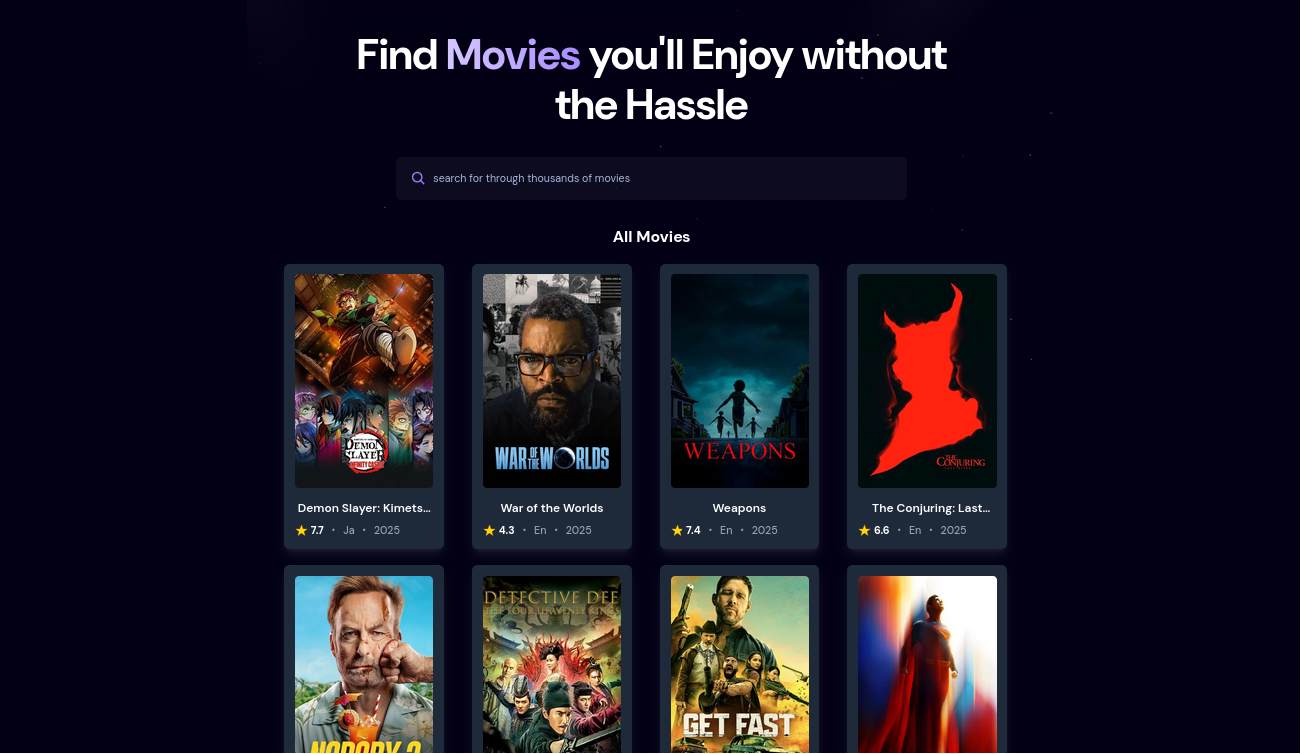 Find Movies you'll Enjoy without
the Hassle
search for through thousands of movies
All Movies
DEMON
SLAYER
INFINITY CASTLE
WAR OF THE WORLDS
WEAPONS
THE
CONJURING
Demon Slayer: Kimets...
7.7 • Ja • 2025
War of the Worlds
4.3 • En • 2025
Weapons
7.4 • En • 2025
The Conjuring: Last...
6.6 • En • 2025
NOBODY 2
DETECTIVE DEE
THE FOUR HEAVENLY KINGS
GET FAST